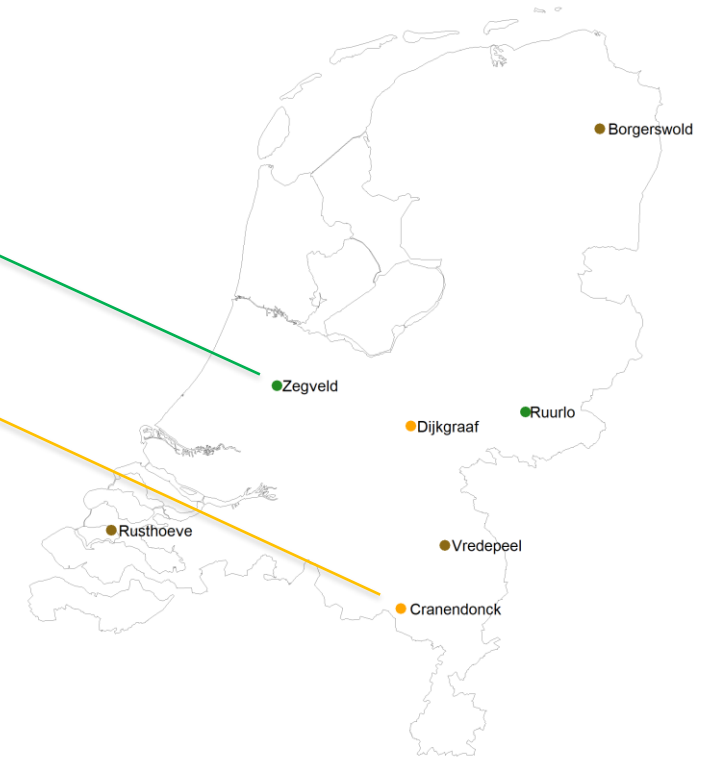 Borgerswold
Zegveld
Ruurlo
Dijkgraaf
Rusthoeve
Vredepeel
Cranendonck